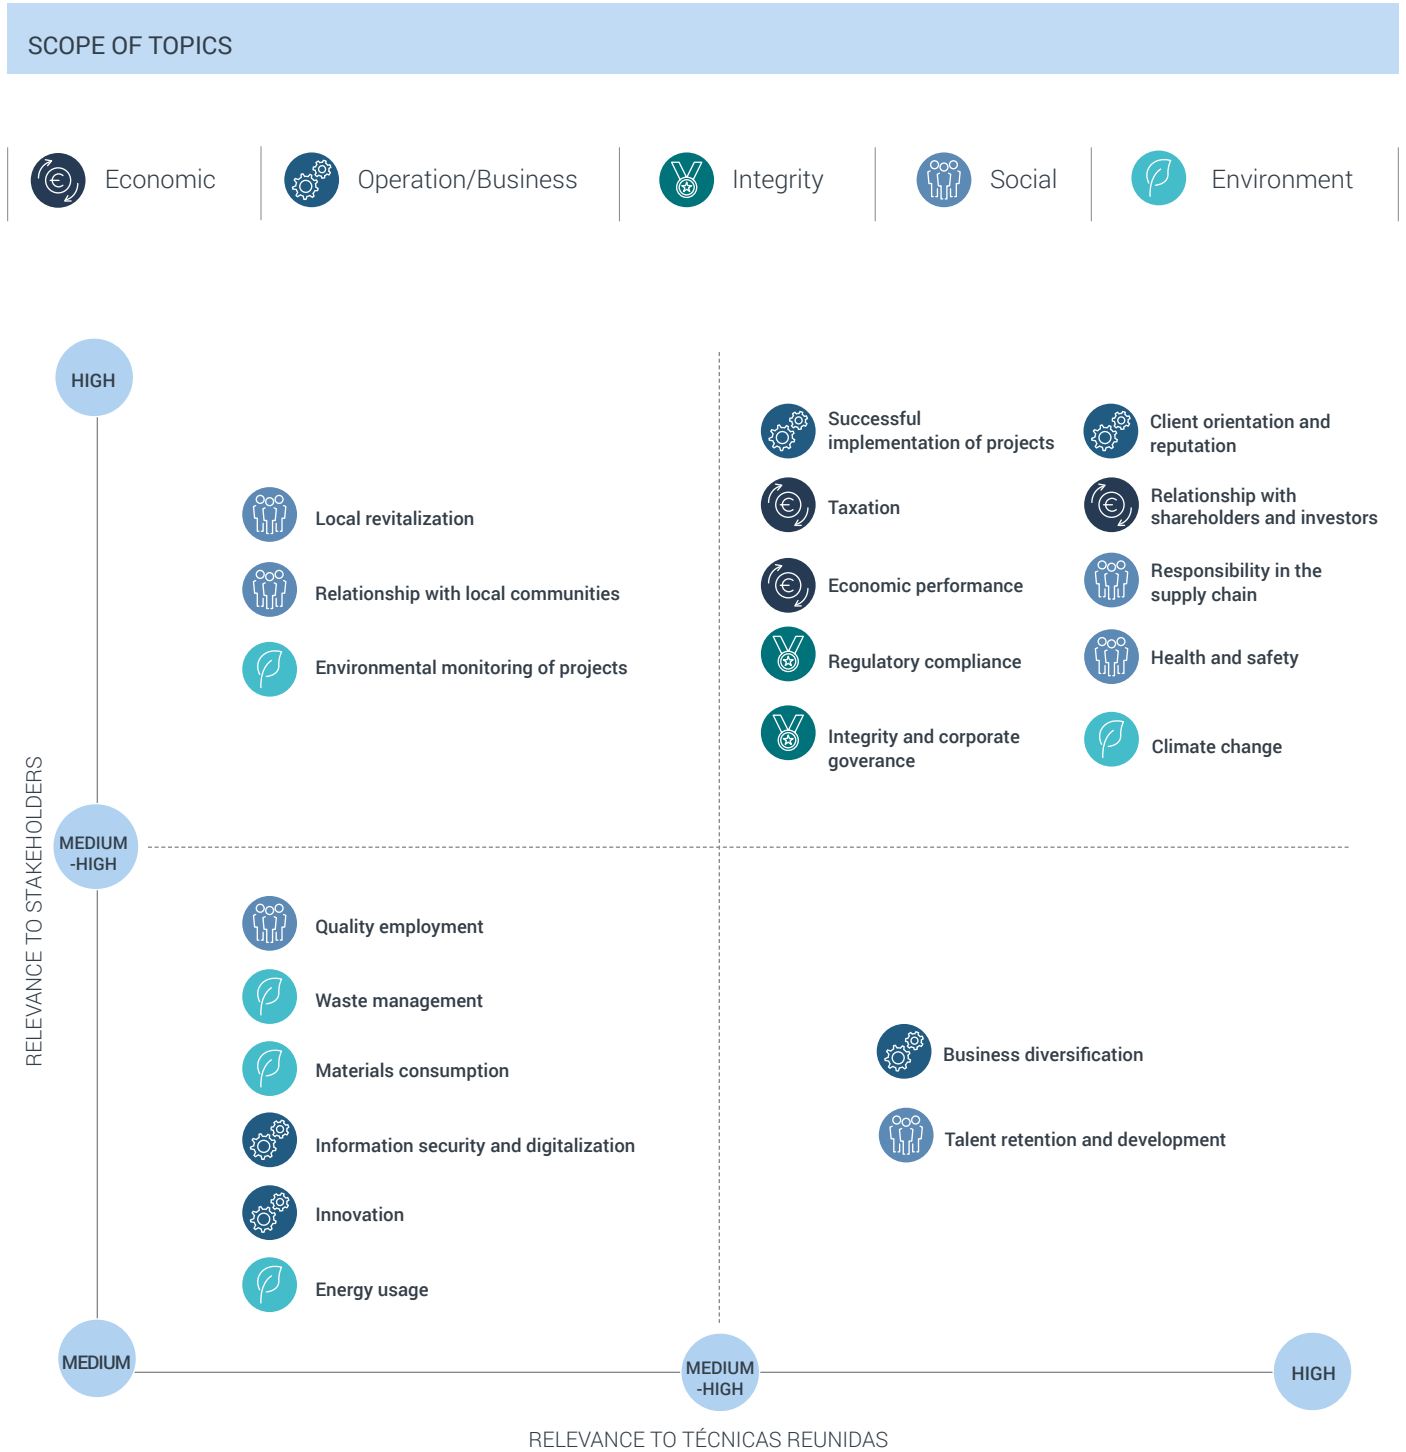 SCOPE OF TOPICS
Economic
Operation/Business
Integrity
Social
Environment
HIGH
Local revitalization
Relationship with local communities
Environmental monitoring of projects
Successful
implementation of projects
Taxation
Economic performance
Regulatory compliance
Integrity and corporate
goverance
Client orientation and
reputation
Relationship with
shareholders and investors
Responsibility in the
supply chain
Health and safety
Climate change
RELEVANCE TO STAKEHOLDERS
MEDIUM
-HIGH
Quality employment
Waste management
Materials consumption
Information security and digitalization
Innovation
Energy usage
Business diversification
Talent retention and development
MEDIUM
MEDIUM
-HIGH
HIGH
RELEVANCE TO TÉCNICAS REUNIDAS